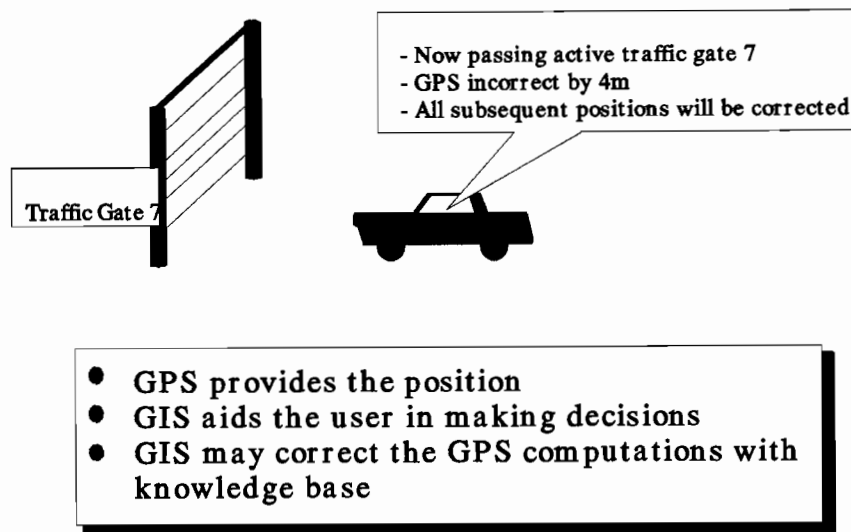 - Now passing active traffic gate 7
- GPS incorrect by 4m
- All subsequent positions will be corrected
Traffic Gate 7
● GPS provides the position
● GIS aids the user in making decisions
● GIS may correct the GPS computations with
knowledge base